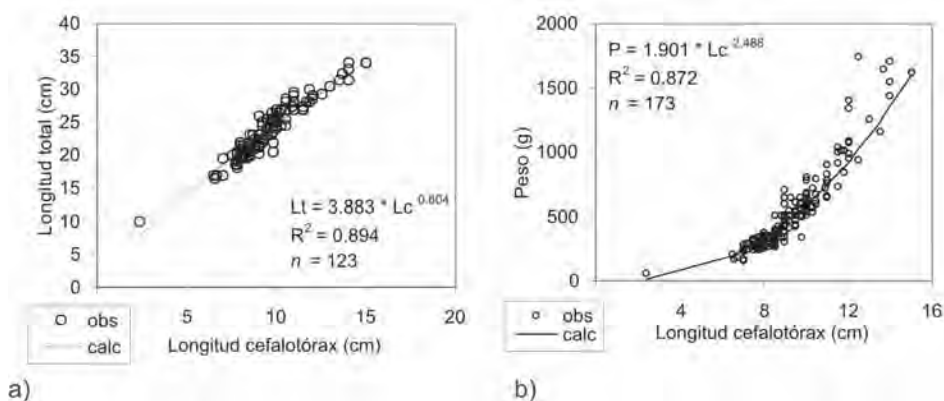 40
35
30
25
20
15
10
5
0
Longitud total (cm)
Lt = 3.883 * Lc 0.804
R2 = 0.894
n = 123
5 10 15 20
obs
calc
Longitud cefalotórax (cm)
a)
2000
1500
1000
500
0
Peso (g)
P = 1.901 * Lc 2.488
R2 = 0.872
n = 173
4 8 12 16
obs
calc
Longitud cefalotórax (cm)
b)